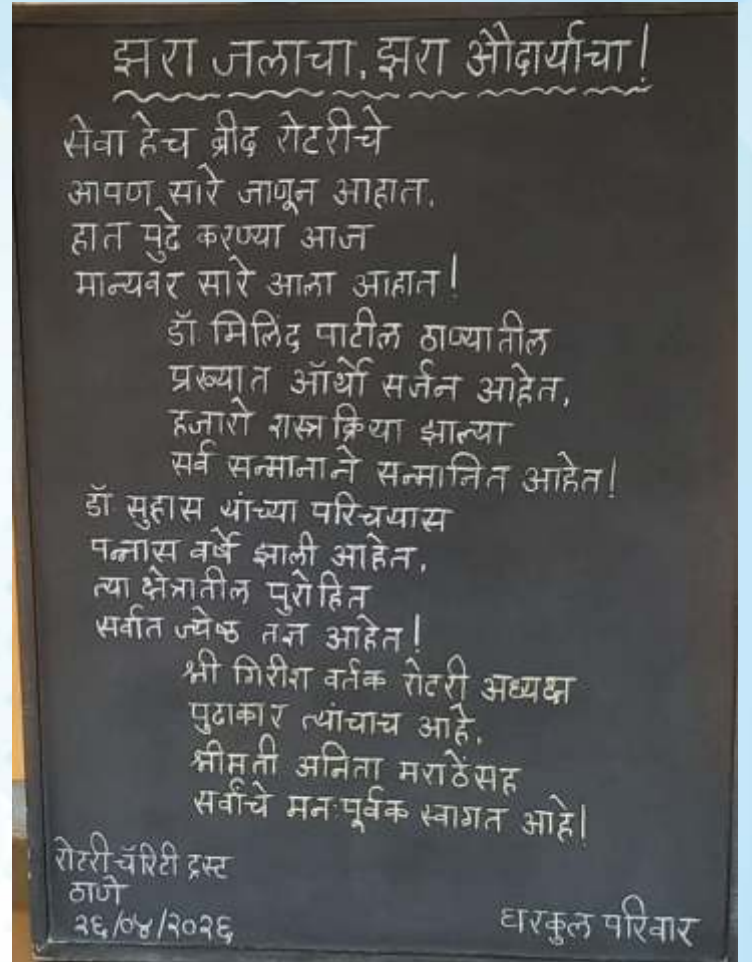 झरा जलाचा, झरा औदार्याचा!
सेवा हेच ब्रीद रोटरीचे
आपण सारे जाणून आहात.
हात पुढे करण्या आज
मान्यवर सारे आला आहात!
डॉ मिलिंद पाटील ठाण्यातील
प्रख्यात ऑर्थो सर्जन आहेत,
हजारो शस्त्रक्रिया झाल्या
सर्व सन्मानाने सन्मानित आहेत!
डॉ सुहास यांच्या परिचयास
पन्नास वर्षे झाली आहेत,
त्या क्षेत्रातील पुरोहित
सर्वात ज्येष्ठ तज्ञ आहेत!
श्री गिरीश वर्तक रोटरी अध्यक्ष
पुढाकार त्यांचाच आहे,
श्रीमती अनिता मराठेंसह
सर्वांचे मनःपूर्वक स्वागत आहे!
रोटरी चॅरिटी ट्रस्ट
ठाणे
२६/०४/२०२६
घरकुल परिवार